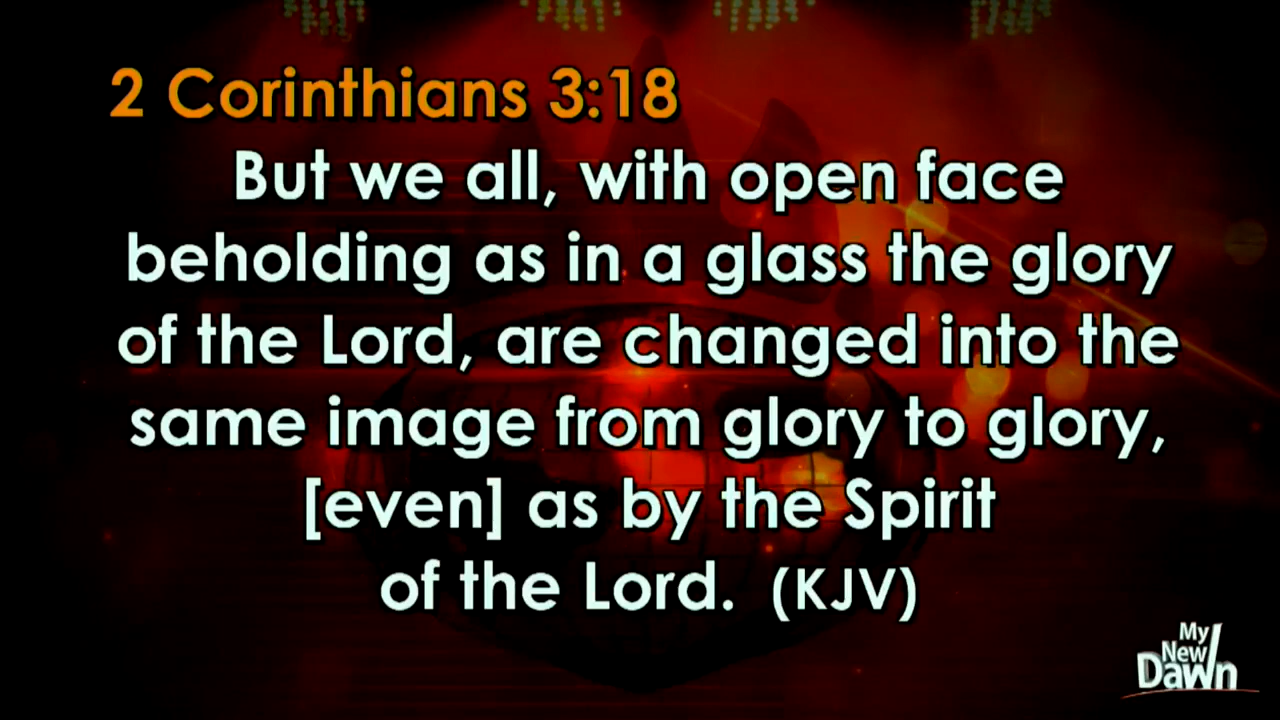 2 Corinthians 3:18
But we all, with open face
beholding as in a glass the glory
of the Lord, are changed into the
same image from glory to glory,
[even] as by the Spirit
of the Lord. (KJV)
My
New
Dawn